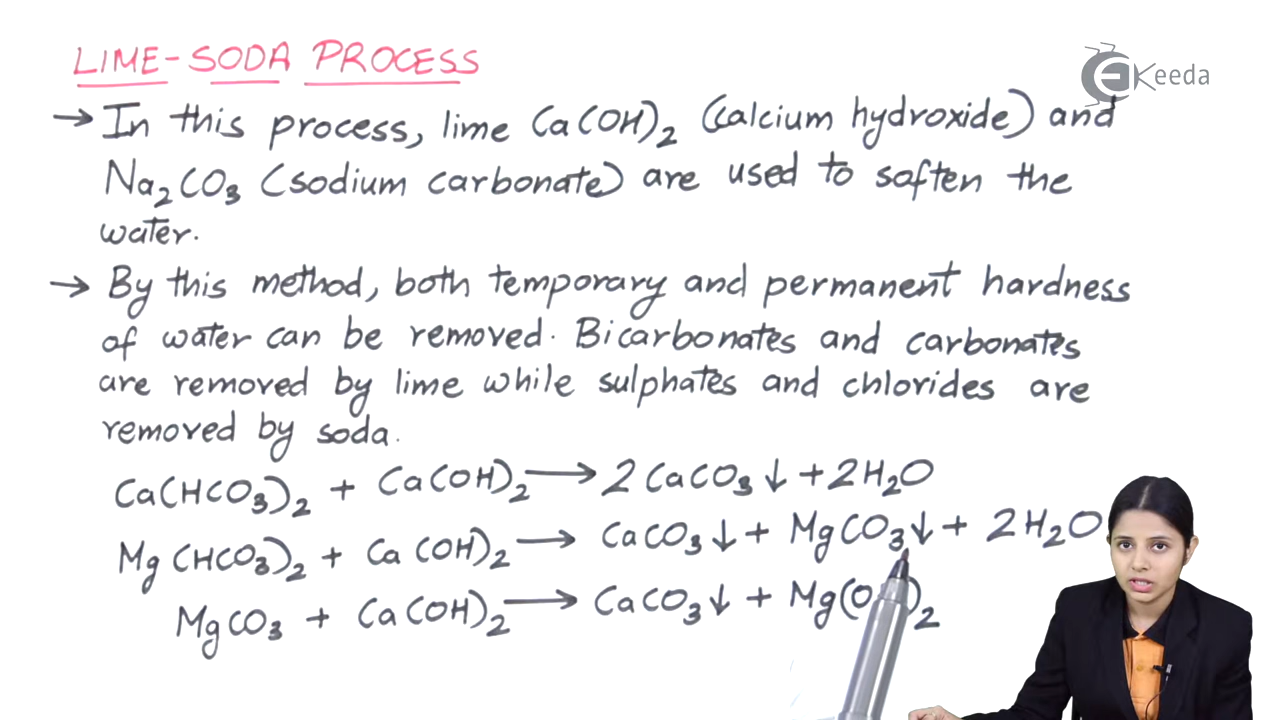 LIME-SODA PROCESS
Keeda
→ In this process, lime Ca(OH)₂ (calcium hydroxide) and
Na₂CO₃ (sodium carbonate) are used to soften the
water.
→ By this method, both temporary and permanent hardness
of water can be removed. Bicarbonates and carbonates
are removed by lime while sulphates and chlorides are
removed by soda.
Ca(HCO₃)₂ + Ca(OH)₂ → 2CaCO₃↓ + 2H₂O
Mg(HCO₃)₂ + Ca(OH)₂ → CaCO₃↓ + MgCO₃↓ + 2H₂O
MgCO₃ + Ca(OH)₂ → CaCO₃↓ + Mg(O )₂